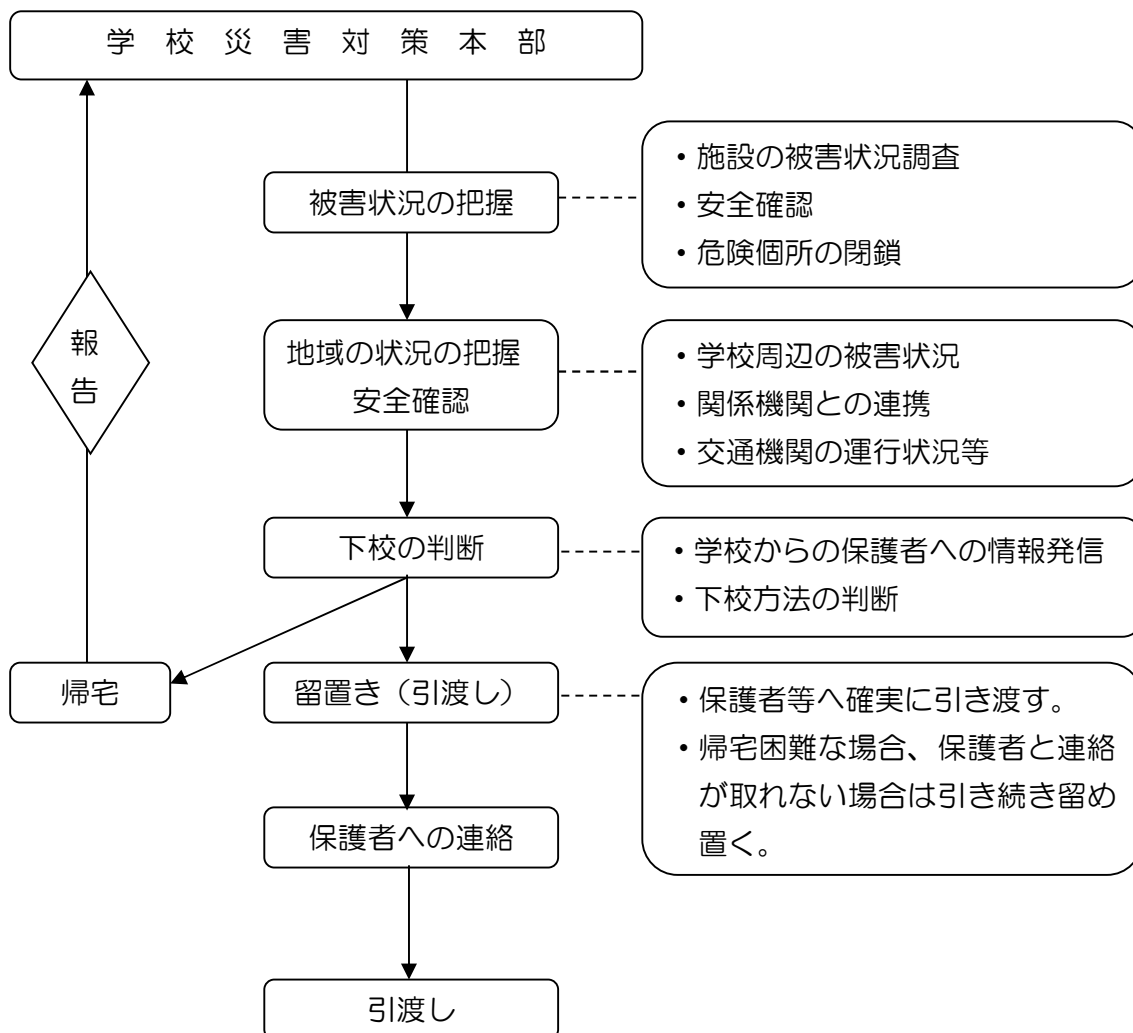 学校災害対策本部
被害状況の把握
・施設の被害状況調査
・安全確認
・危険個所の閉鎖
報
告
地域の状況の把握
安全確認
・学校周辺の被害状況
・関係機関との連携
・交通機関の運行状況等
下校の判断
・学校からの保護者への情報発信
・下校方法の判断
帰宅
留置き（引渡し）
・保護者等へ確実に引き渡す。
・帰宅困難な場合、保護者と連絡
が取れない場合は引き続き留め
置く。
保護者への連絡
引渡し